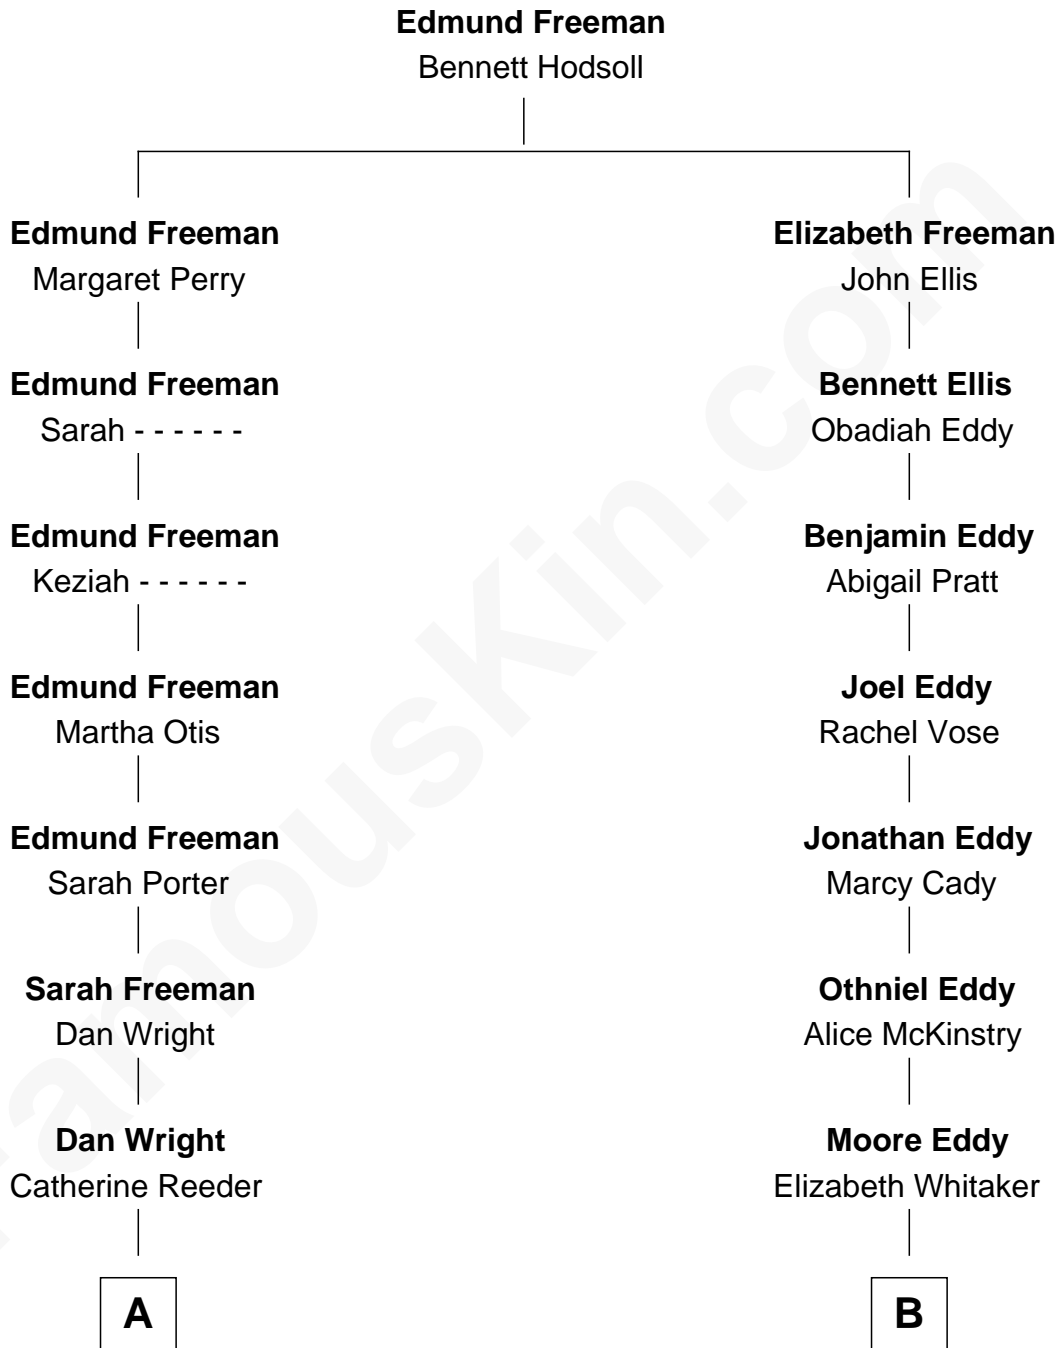 Edmund Freeman
Bennett Hodsoll
Edmund Freeman
Margaret Perry
Elizabeth Freeman
John Ellis
Edmund Freeman
Sarah - - - - - -
Bennett Ellis
Obadiah Eddy
Edmund Freeman
Keziah - - - - - -
Benjamin Eddy
Abigail Pratt
Edmund Freeman
Martha Otis
Joel Eddy
Rachel Vose
Edmund Freeman
Sarah Porter
Jonathan Eddy
Marcy Cady
Sarah Freeman
Dan Wright
Othniel Eddy
Alice McKinstry
Dan Wright
Catherine Reeder
Moore Eddy
Elizabeth Whitaker
A
B
FamousKin.com